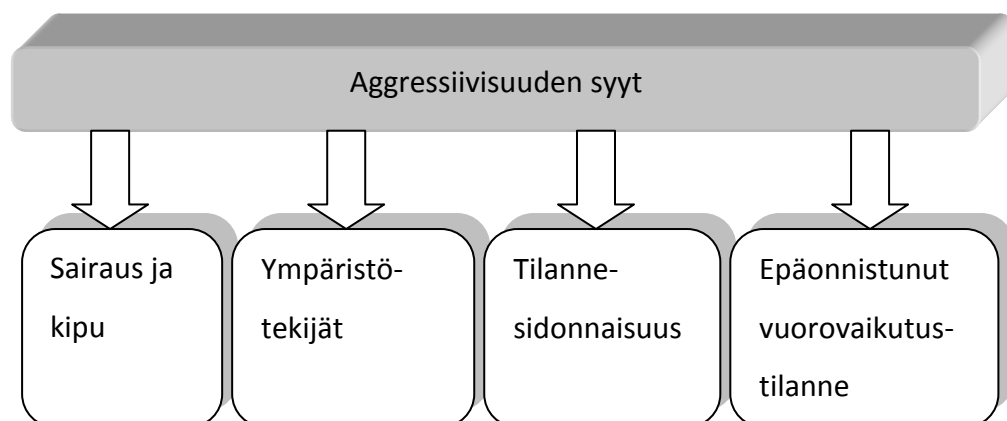 Aggressiivisuuden syyt
Sairaus ja
kipu
Ympäristö-
tekijät
Tilanne-
sidonnaisuus
Epäonnistunut
vuorovaikutus-
tilanne